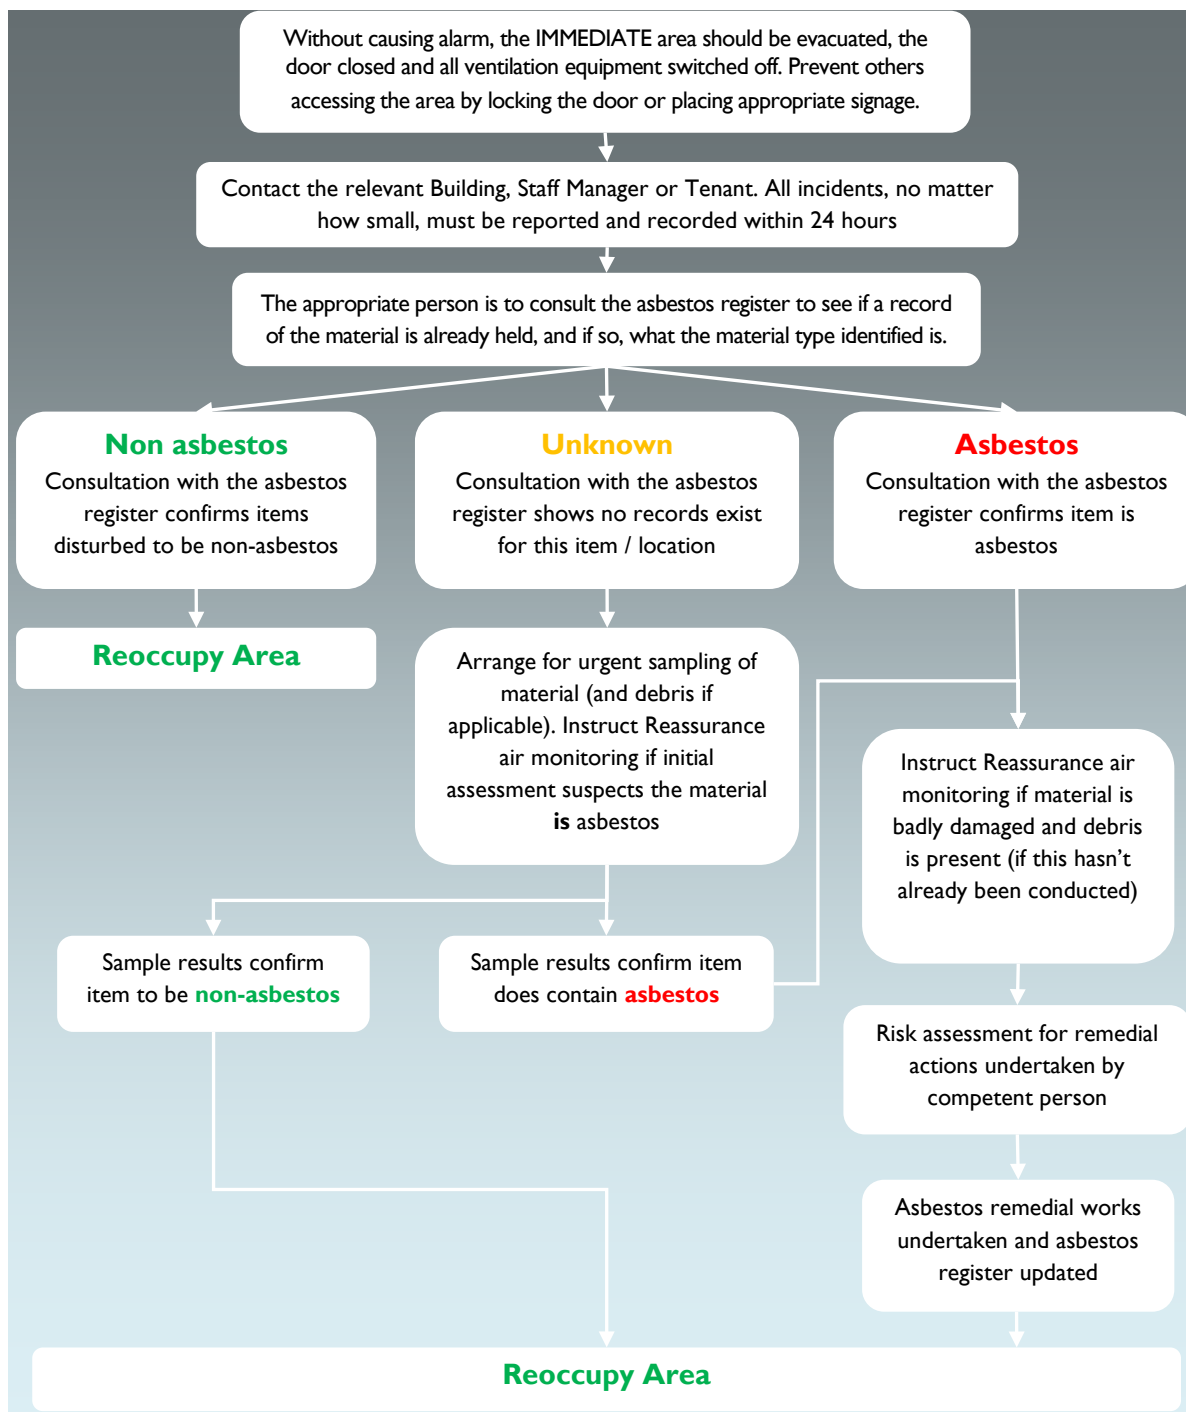 Without causing alarm, the IMMEDIATE area should be evacuated, the
door closed and all ventilation equipment switched off. Prevent others
accessing the area by locking the door or placing appropriate signage.
Contact the relevant Building, Staff Manager or Tenant. All incidents, no matter
how small, must be reported and recorded within 24 hours
The appropriate person is to consult the asbestos register to see if a record
of the material is already held, and if so, what the material type identified is.
Non asbestos
Consultation with the asbestos
register confirms items
disturbed to be non-asbestos
Unknown
Consultation with the asbestos
register shows no records exist
for this item / location
Asbestos
Consultation with the asbestos
register confirms item is
asbestos
Reoccupy Area
Arrange for urgent sampling of
material (and debris if
applicable). Instruct Reassurance
air monitoring if initial
assessment suspects the material
is asbestos
Instruct Reassurance air
monitoring if material is
badly damaged and debris
is present (if this hasn’t
already been conducted)
Sample results confirm
item to be non-asbestos
Sample results confirm item
does contain asbestos
Risk assessment for remedial
actions undertaken by
competent person
Asbestos remedial works
undertaken and asbestos
register updated
Reoccupy Area